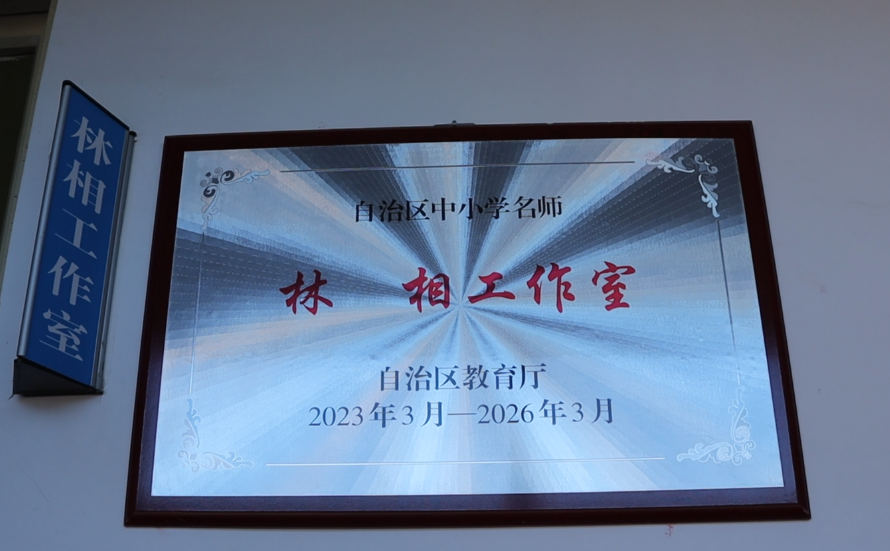 林相工作室
自治区中小学名师
林 相工作室
自治区教育厅
2023年3月—2026年3月